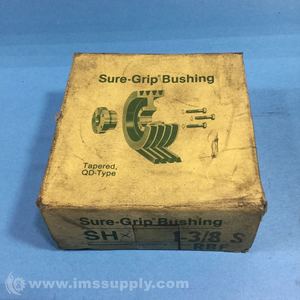 Sure-Grip® Bushing
Tapered,
QD-Type
Sure-Grip Bushing
SH x 1-3/8 S
© www.imssupply.com